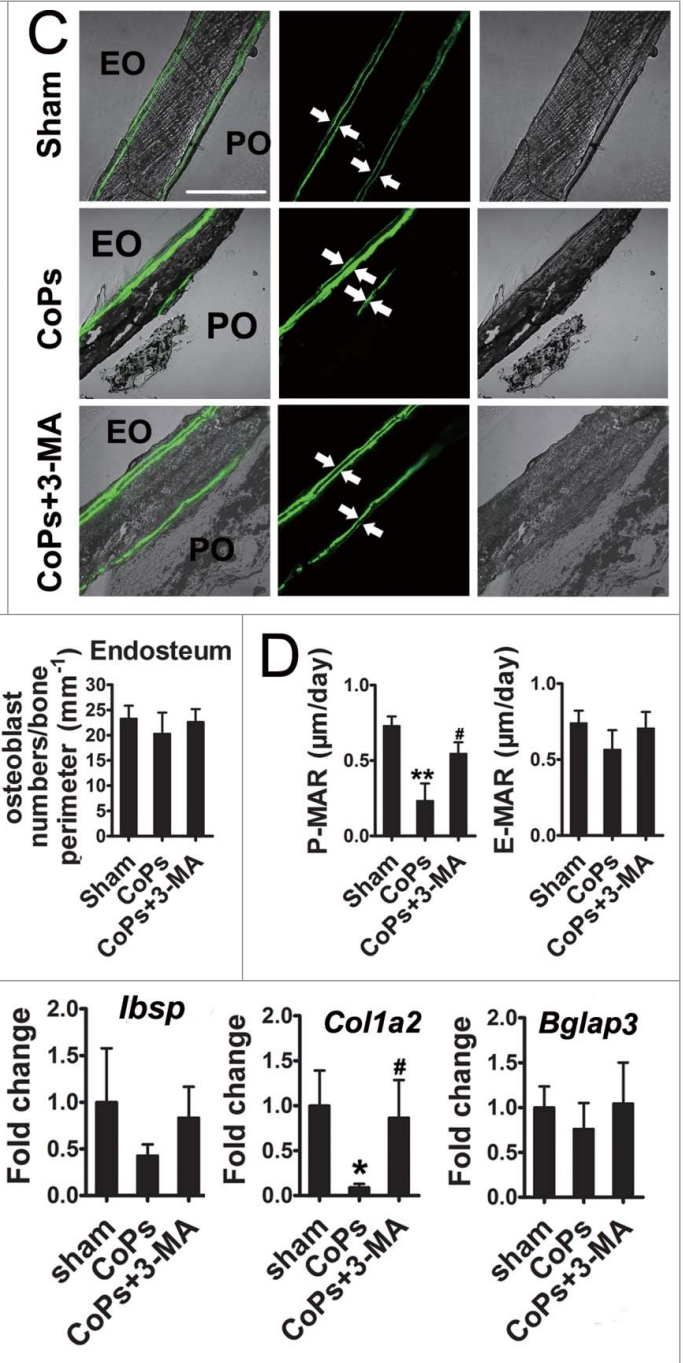 C
Sham
EO
PO
CoPs
EO
PO
CoPs+3-MA
EO
PO
Endosteum
osteoblast
numbers/bone
perimeter (mm⁻¹)
30
25
20
15
10
5
0
Sham
CoPs
CoPs+3-MA
D
P-MAR (µm/day)
1.0
0.5
0.0
**
#
Sham
CoPs
CoPs+3-MA
E-MAR (µm/day)
1.0
0.5
0.0
Sham
CoPs
CoPs+3-MA
Ibsp
Fold change
2.0
1.5
1.0
0.5
0.0
sham
CoPs
CoPs+3-MA
Col1a2
Fold change
2.0
1.5
1.0
0.5
0.0
*
#
sham
CoPs
CoPs+3-MA
Bglap3
Fold change
2.0
1.5
1.0
0.5
0.0
sham
CoPs
CoPs+3-MA